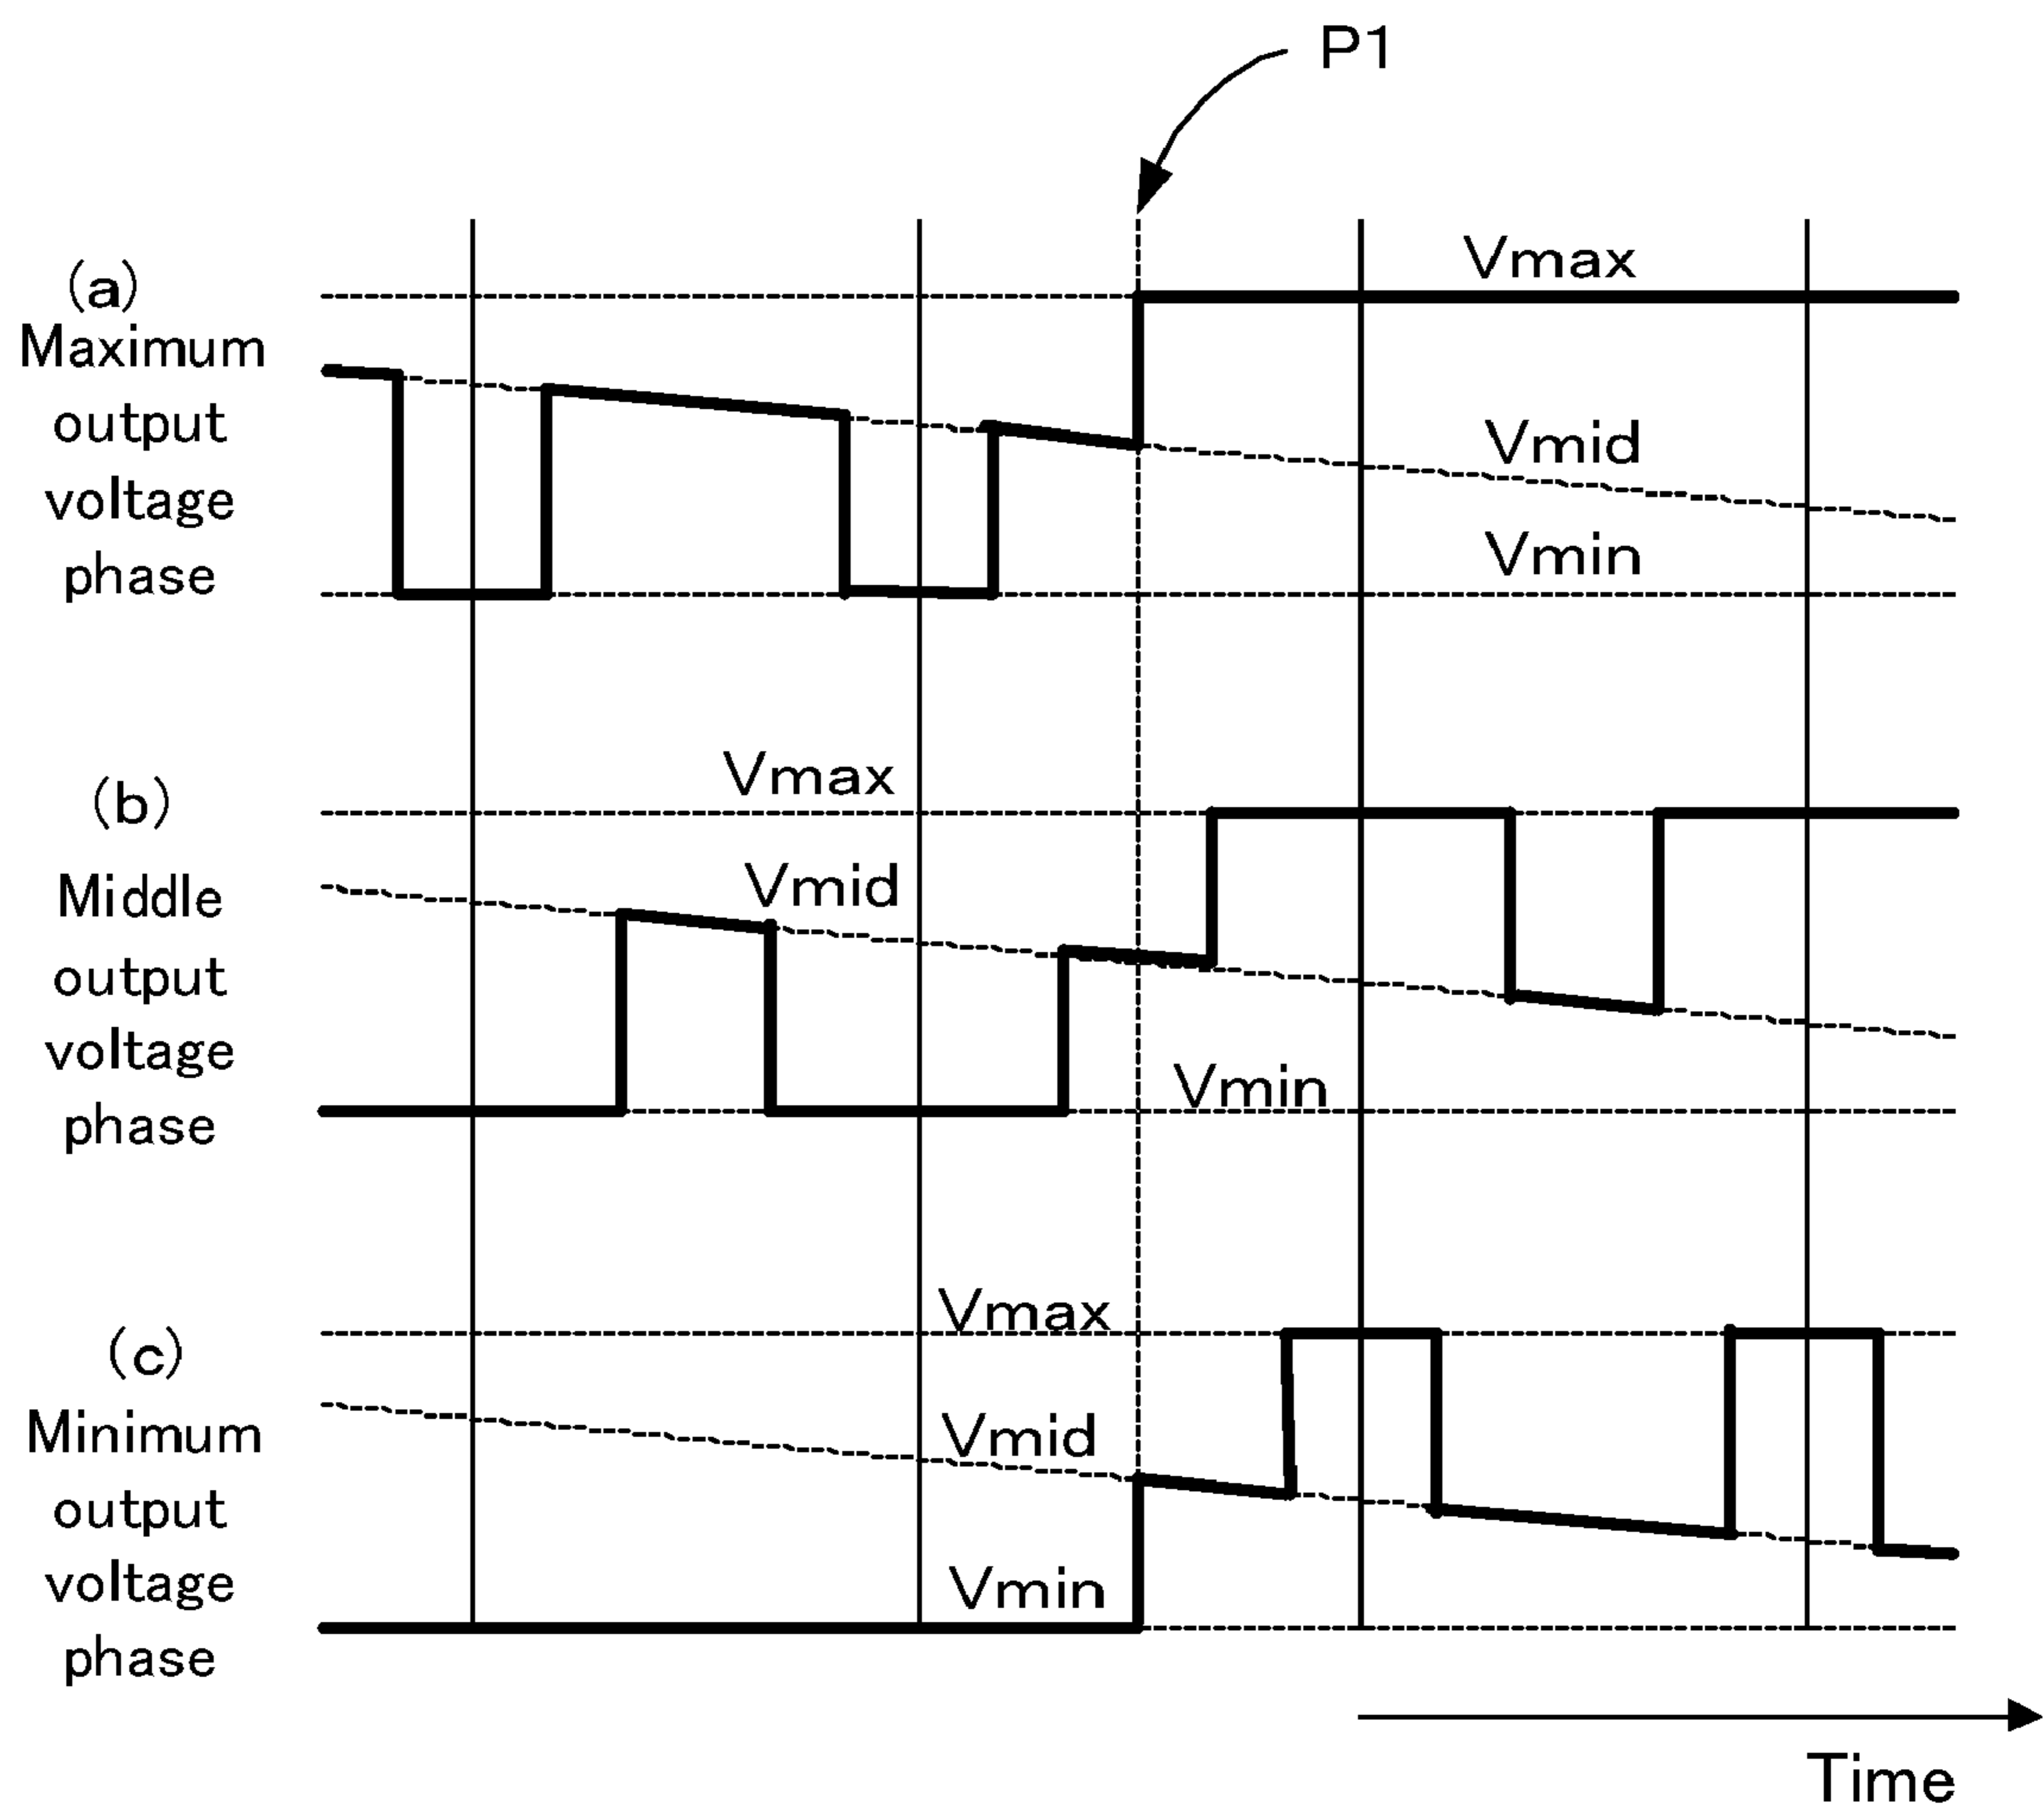 P1
(a)
Maximum
output
voltage
phase
Vmax
Vmid
Vmin
(b)
Middle
output
voltage
phase
Vmax
Vmid
Vmin
(c)
Minimum
output
voltage
phase
Vmax
Vmid
Vmin
Time